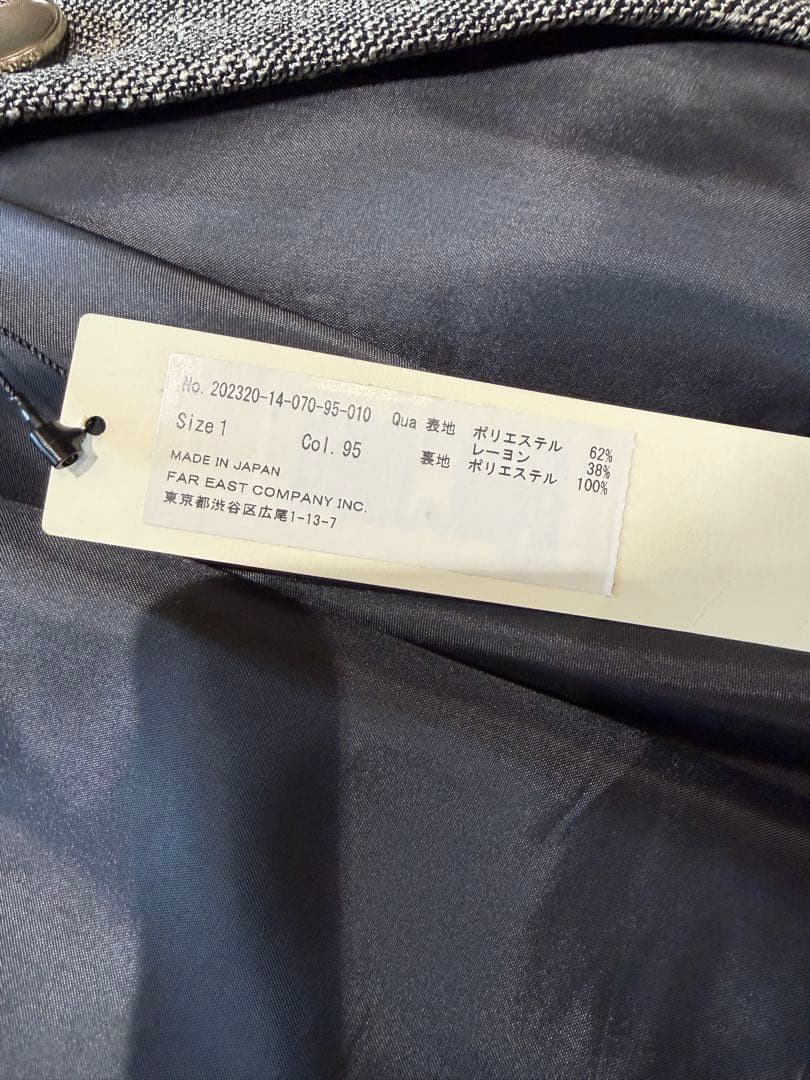 No. 202320-14-070-95-010
Size 1 Col. 95
MADE IN JAPAN
FAR EAST COMPANY INC.
東京都渋谷区広尾1-13-7
Qua 表地 ポリエステル 62%
レーヨン 38%
裏地 ポリエステル 100%